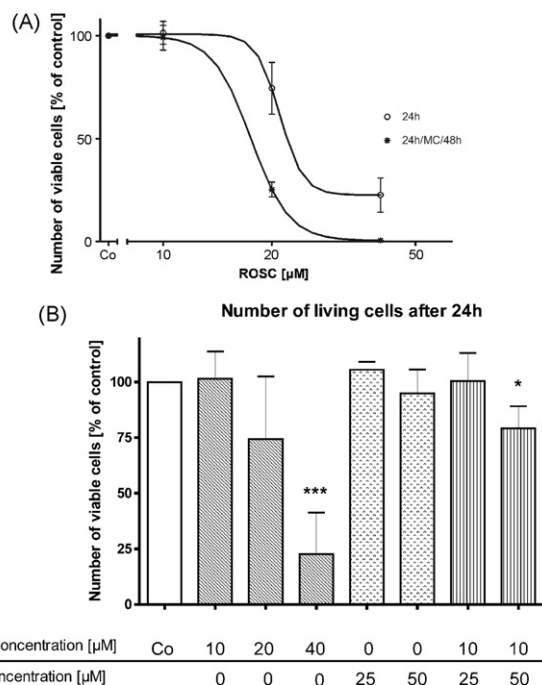 (A)
Number of viable cells [% of control]
100
50
0
24h
24h/MC/48h
Co 10 20 50
ROSC [µM]
(B)
Number of living cells after 24h
Number of viable cells [% of control]
100
75
50
25
0
***
*
oncentration [µM] Co 10 20 40 0 0 10 10
ncentration [µM] 0 0 0 25 50 25 50